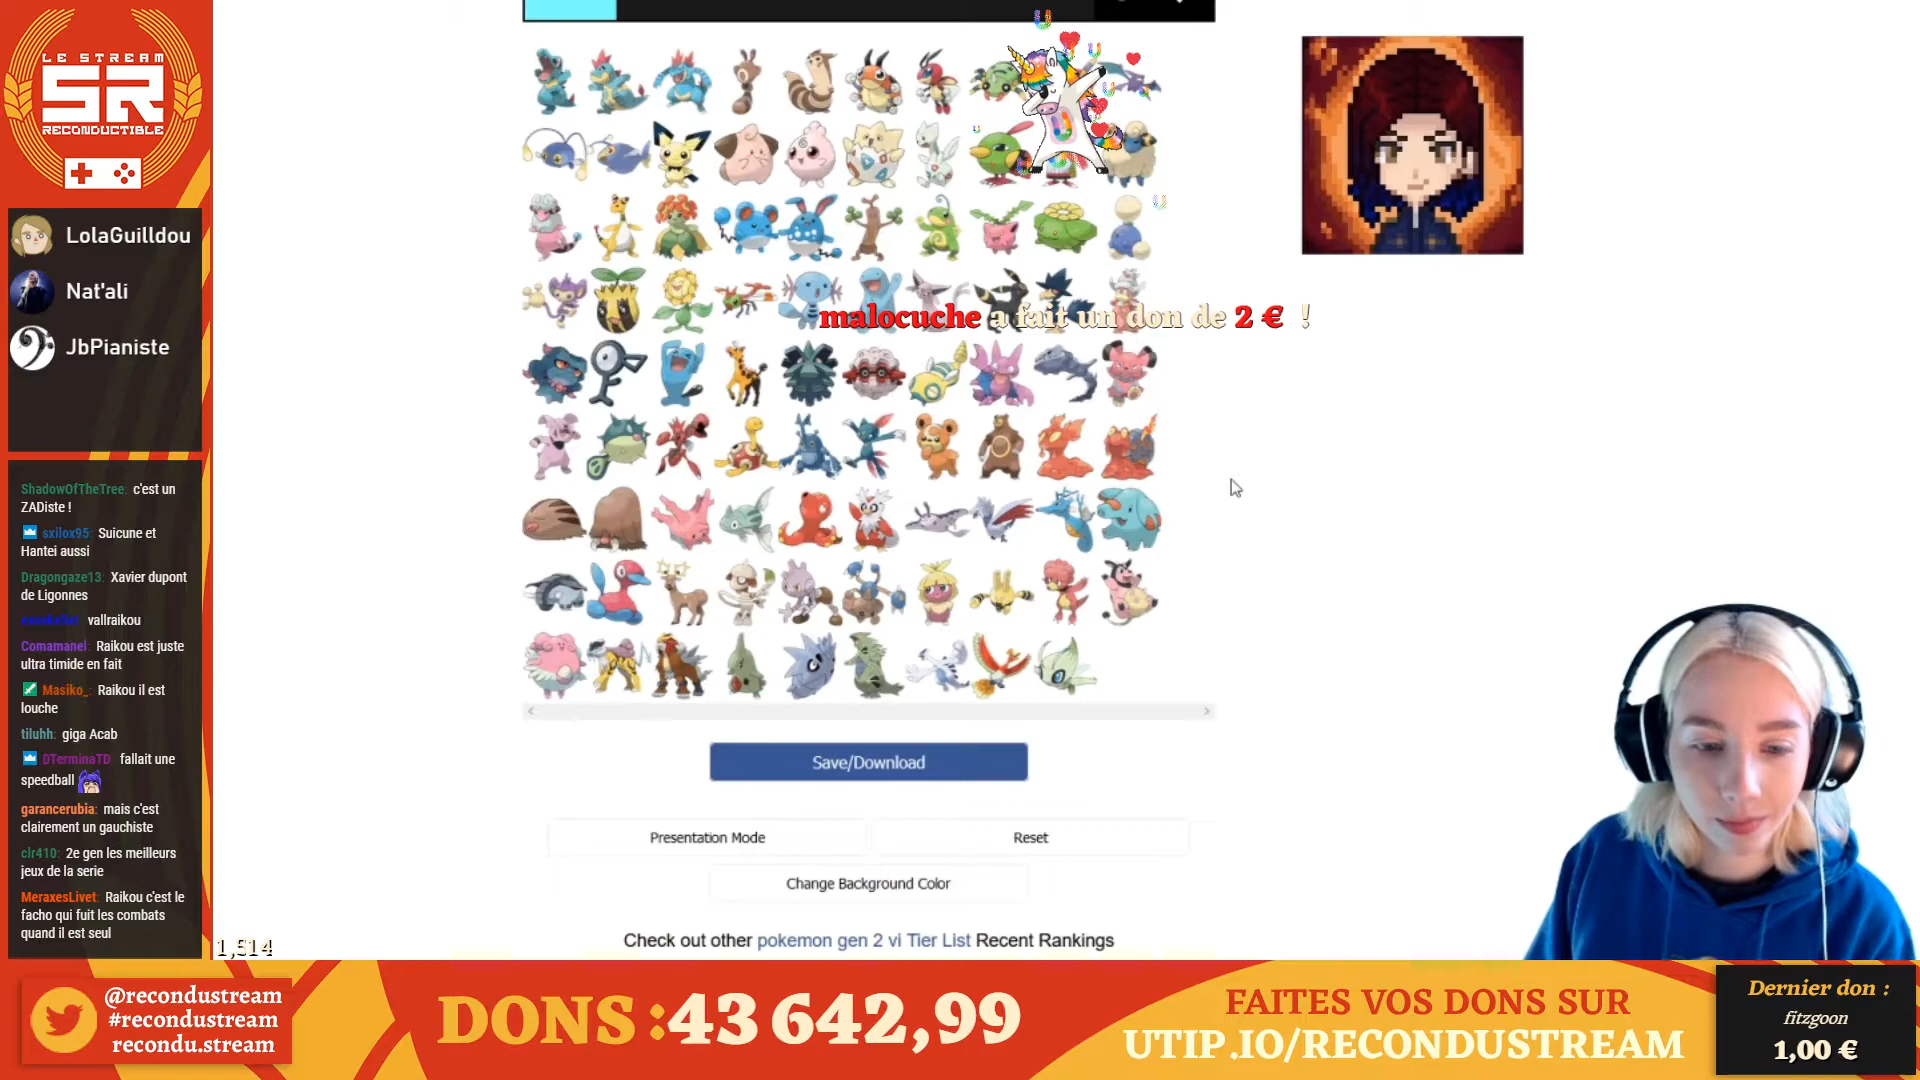 LE STREAM
SR
RECONDUCTIBLE
LolaGuilldou
Nat'ali
JbPianiste
ShadowOfTheTree: c'est un
ZADiste !
sxilox95: Suicune et
Hantei aussi
Dragongaze13: Xavier dupont
de Ligonnes
vallraikou
Comamanel: Raikou est juste
ultra timide en fait
Masiko_: Raikou il est
louche
tiluhh: giga Acab
DTerminaTD fallait une
speedball
garancerubia: mais c'est
clairement un gauchiste
clr410: 2e gen les meilleurs
jeux de la serie
MeraxesLivet: Raikou c'est le
facho qui fuit les combats
quand il est seul
1,514
malocuche a fait un don de 2 € !
Save/Download
Presentation Mode
Reset
Change Background Color
Check out other pokemon gen 2 vi Tier List Recent Rankings
@recondustream
#recondustream
recondu.stream
DONS :43 642,99
FAITES VOS DONS SUR
UTIP.IO/RECONDUSTREAM
Dernier don :
fitzgoon
1,00 €